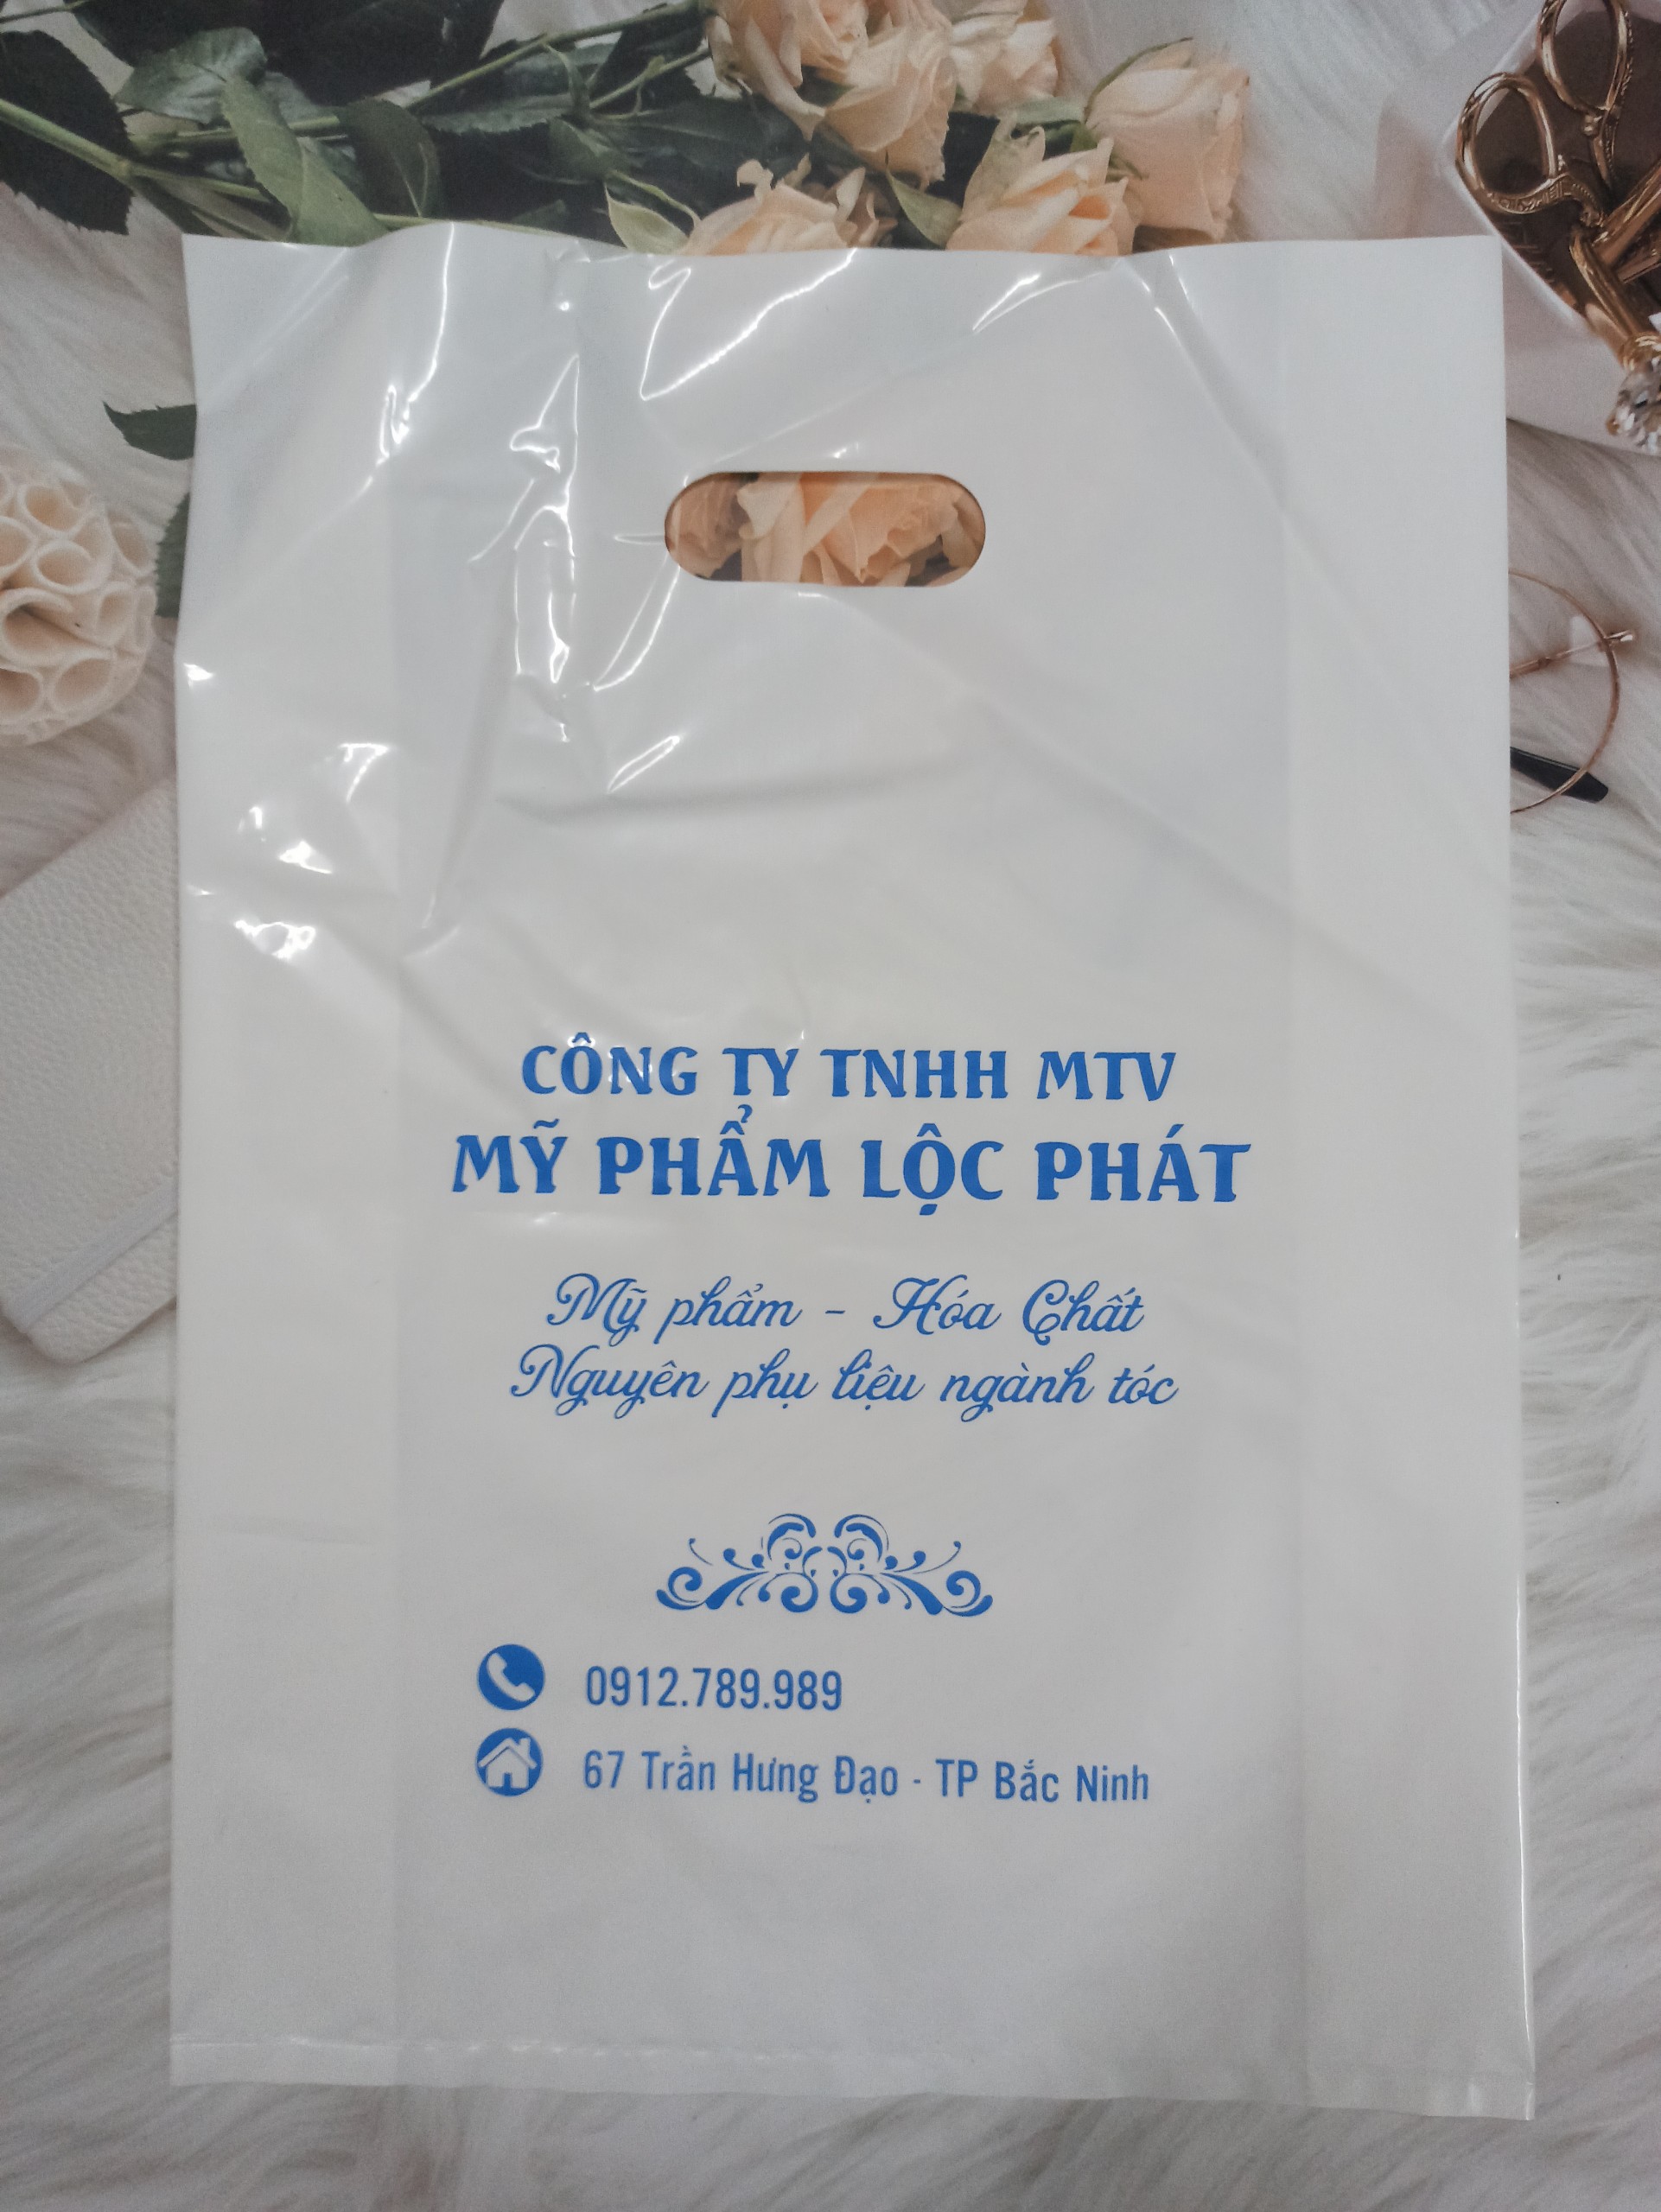 CÔNG TY TNHH MTV
MỸ PHẨM LỘC PHÁT
Mỹ phẩm - Hóa Chất
Nguyên phụ liệu ngành tóc
0912.789.989
67 Trần Hưng Đạo - TP Bắc Ninh